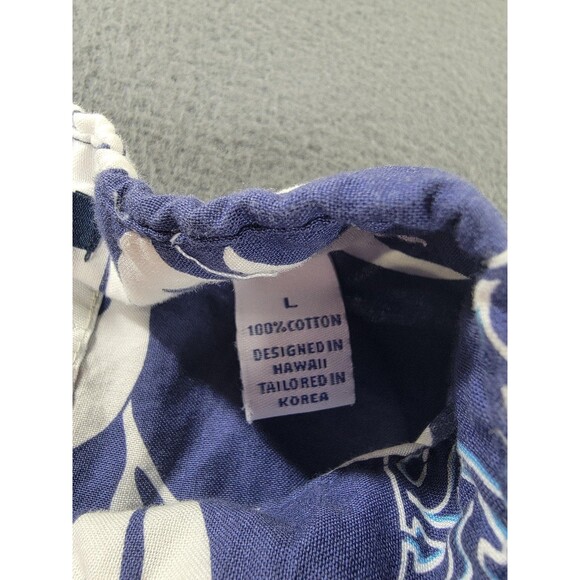 L
100% COTTON
DESIGNED IN
HAWAII
TAILORED IN
KOREA